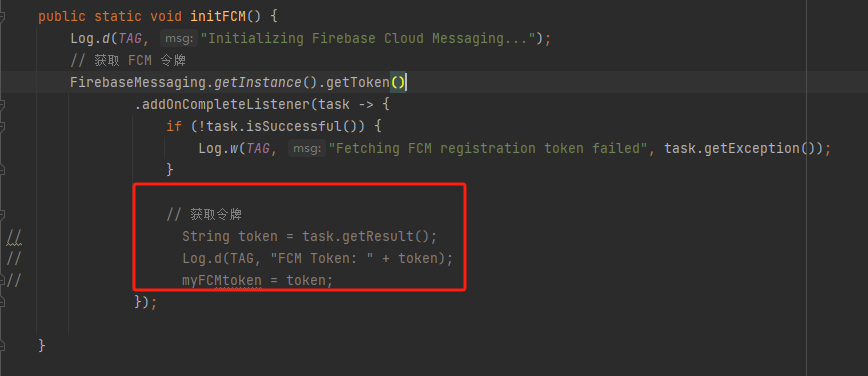 public static void initFCM() {
Log.d(TAG, msg: "Initializing Firebase Cloud Messaging...");
// 获取 FCM 令牌
FirebaseMessaging.getInstance().getToken()
.addOnCompleteListener(task -> {
if (!task.isSuccessful()) {
Log.w(TAG, msg: "Fetching FCM registration token failed", task.getException());
}
// 获取令牌
// String token = task.getResult();
// Log.d(TAG, "FCM Token: " + token);
// myFCMtoken = token;
});
}